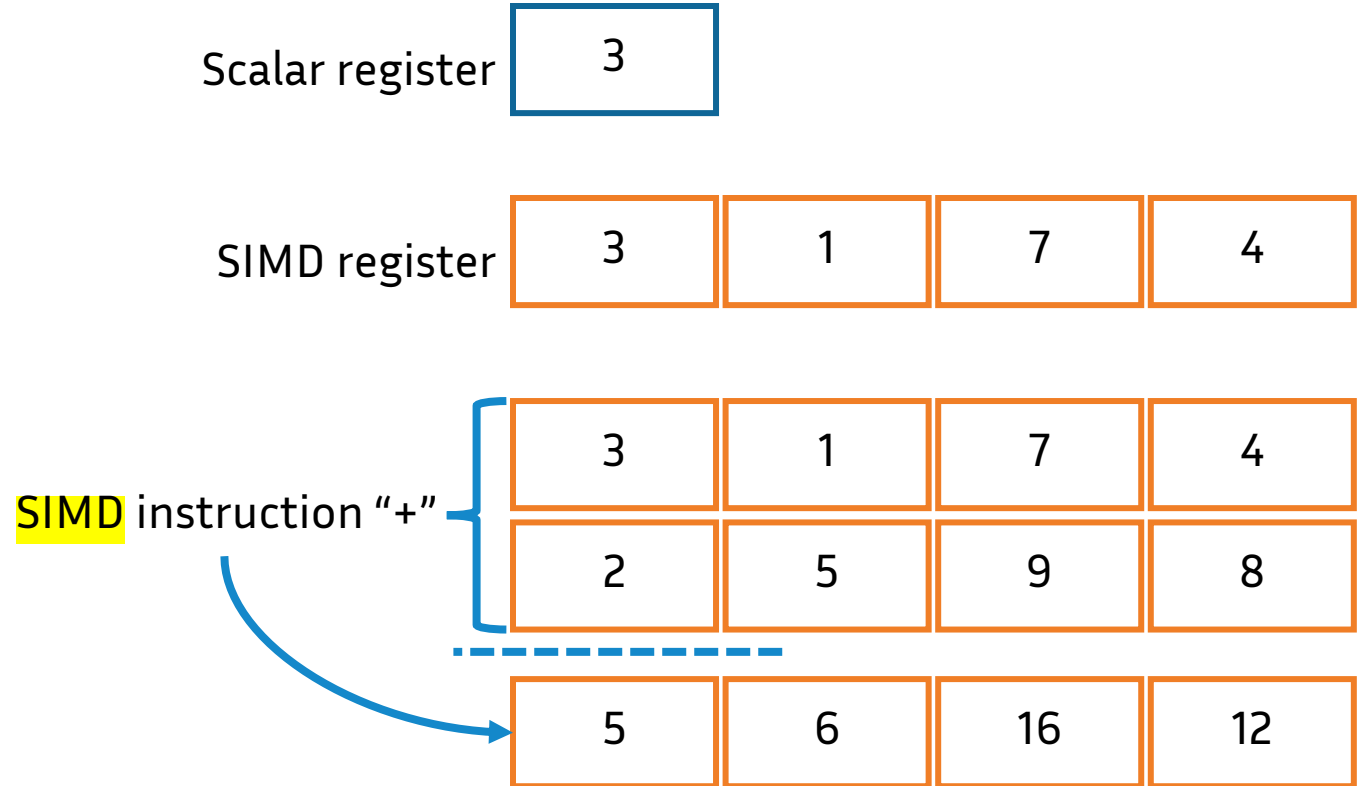 Scalar register 3
SIMD register 3 1 7 4
3 1 7 4
SIMD instruction “+”
2 5 9 8
5 6 16 12